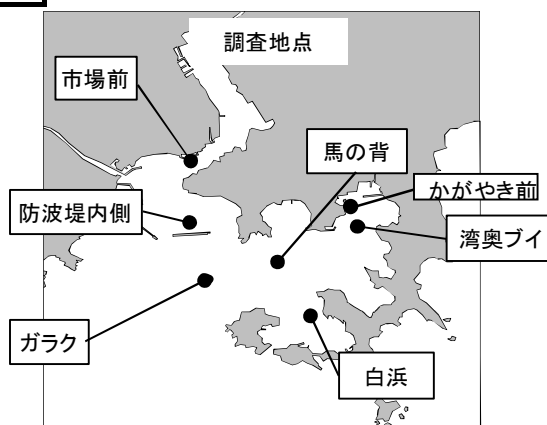 調査地点
市場前
馬の背
かがやき前
防波堤内側
湾奥ブイ
ガラク
白浜